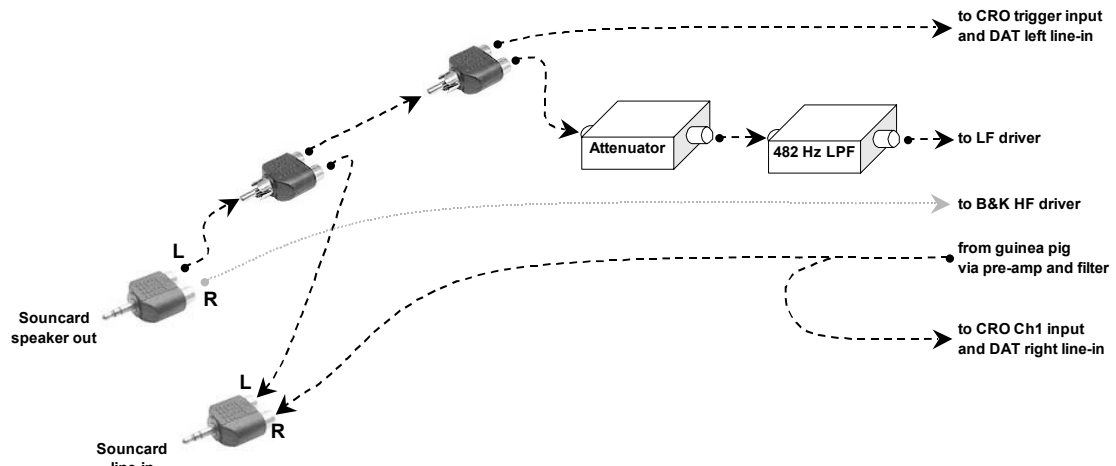 to CRO trigger input
and DAT left line-in
Attenuator
482 Hz LPF
to LF driver
to B&K HF driver
L
R
from guinea pig
via pre-amp and filter
Souncard
speaker out
to CRO Ch1 input
and DAT right line-in
L
R
Souncard
line-in